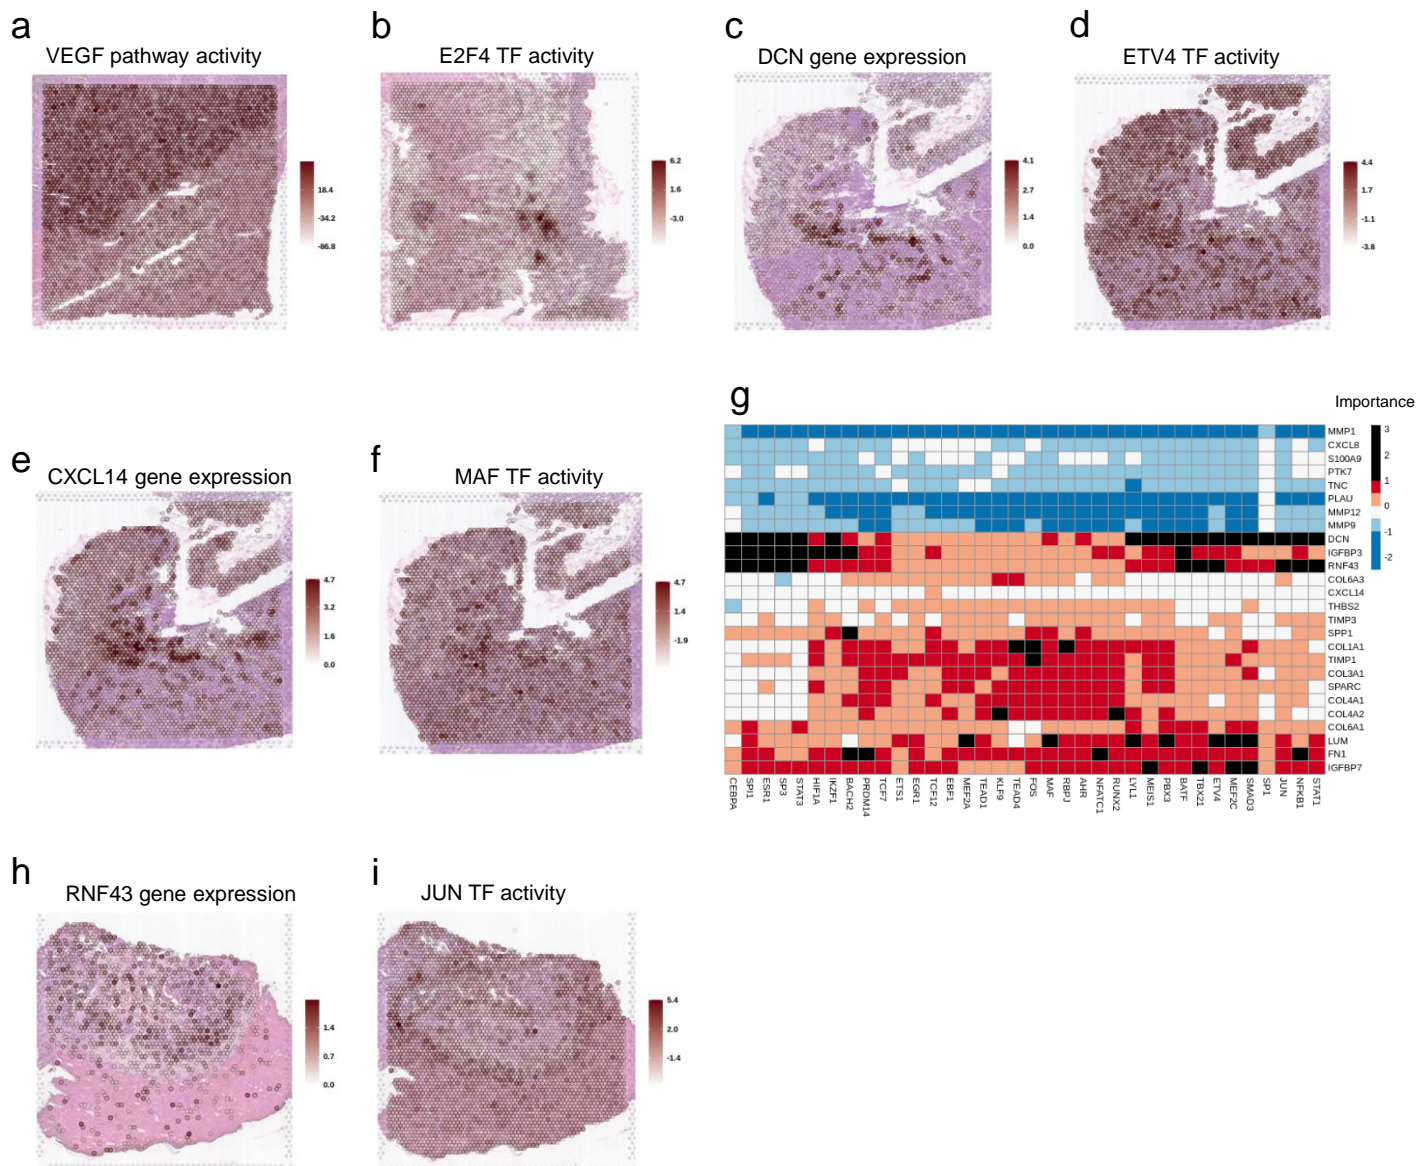 a
VEGF pathway activity
18.4
-34.2
-86.8
b
E2F4 TF activity
6.2
1.6
-3.0
c
DCN gene expression
4.1
2.7
1.4
0.0
d
ETV4 TF activity
4.4
1.7
-1.1
-3.8
e
CXCL14 gene expression
4.7
3.6
1.2
0.0
f
MAF TF activity
4.7
1.4
-1.9
g
Importance
3
2
1
0
-1
-2
MMP1
CXCL8
S100A9
PTK7
TNC
PLAU
MMP12
MMP9
DCN
IGFBP3
RNF43
COL6A3
CXCL14
THBS2
TIMP3
SPP1
COL1A1
TIMP1
COL3A1
SPARC
COL4A1
COL4A2
COL6A1
LUM
FN1
IGFBP7
CEBPA
SPI1
ESR1
SP3
STAT3
HIF1A
IKZF1
BACH2
PRDM14
TCF7
ETS1
EGR1
TCF12
EBF1
MEF2A
TEAD1
KLF9
TEAD4
FOS
MAF
RBPJ
AHR
NFATC1
RUNX2
LYL1
MEIS1
PBX3
BATF
TBX21
ETV4
MEF2C
SMAD3
SP1
JUN
NFKB1
STAT1
h
RNF43 gene expression
1.4
0.7
0.0
i
JUN TF activity
5.4
2.0
-1.4